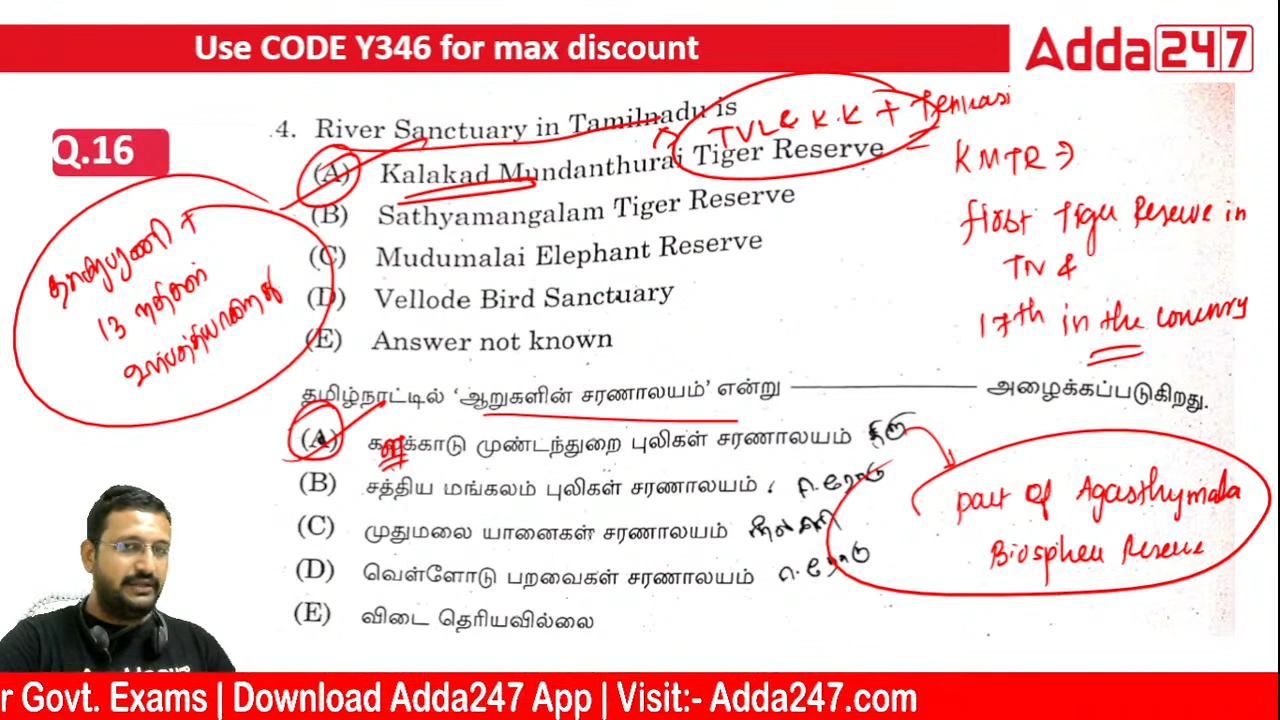 Use CODE Y346 for max discount
Adda247
Q.16
4. River Sanctuary in Tamilnadu is
(A) Kalakad Mundanthurai Tiger Reserve
(B) Sathyamangalam Tiger Reserve
(C) Mudumalai Elephant Reserve
(D) Vellode Bird Sanctuary
(E) Answer not known
TVL & K.K + Tenkasi
KMTR →
first Tiger Reserve in
TN &
17th in the
தாமிரபரணி +
13 நதிகள்
தமிழ்நாட்டில் ‘ஆறுகளின் சரணாலயம்’ என்று ____________ அழைக்கப்படுகிறது.
(A) களக்காடு முண்டந்துறை புலிகள் சரணாலயம்
(B) சத்திய மங்கலம் புலிகள் சரணாலயம்
(C) முதுமலை யானைகள் சரணாலயம்
(D) வெள்ளோடு பறவைகள் சரணாலயம்
(E) விடை தெரியவில்லை
part of Agasthymala
Biosphere Reserve
r Govt. Exams | Download Adda247 App | Visit:- Adda247.com